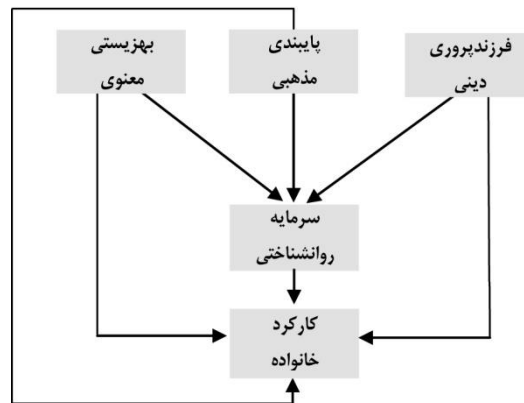 فرزندپروری
دینی
پایبندی
مذهبی
بهزیستی
معنوی
سرمایه
روانشناختی
کارکرد
خانواده